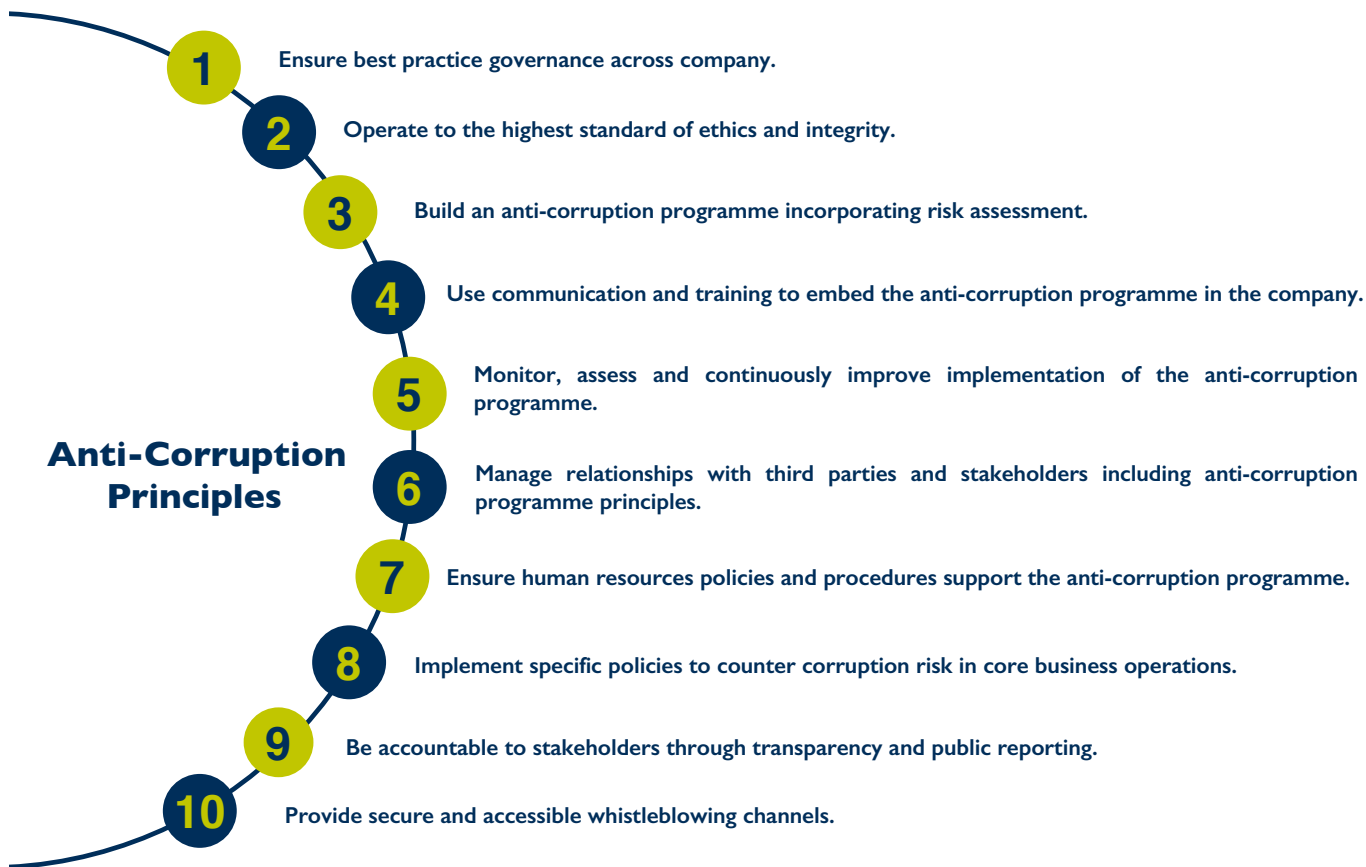 1
Ensure best practice governance across company.
2
Operate to the highest standard of ethics and integrity.
3
Build an anti-corruption programme incorporating risk assessment.
4
Use communication and training to embed the anti-corruption programme in the company.
5
Monitor, assess and continuously improve implementation of the anti-corruption
programme.
Anti-Corruption
Principles
6
Manage relationships with third parties and stakeholders including anti-corruption
programme principles.
7
Ensure human resources policies and procedures support the anti-corruption programme.
8
Implement specific policies to counter corruption risk in core business operations.
9
Be accountable to stakeholders through transparency and public reporting.
10
Provide secure and accessible whistleblowing channels.